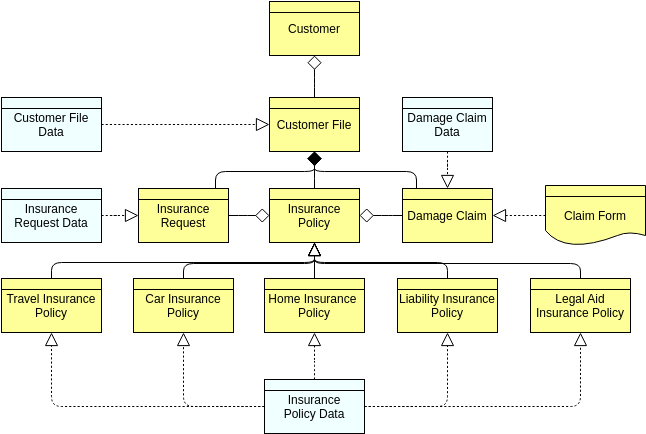 Customer
Customer File
Data
Customer File
Damage Claim
Data
Insurance
Request Data
Insurance
Request
Insurance
Policy
Damage Claim
Claim Form
Travel Insurance
Policy
Car Insurance
Policy
Home Insurance
Policy
Liability Insurance
Policy
Legal Aid
Insurance Policy
Insurance
Policy Data